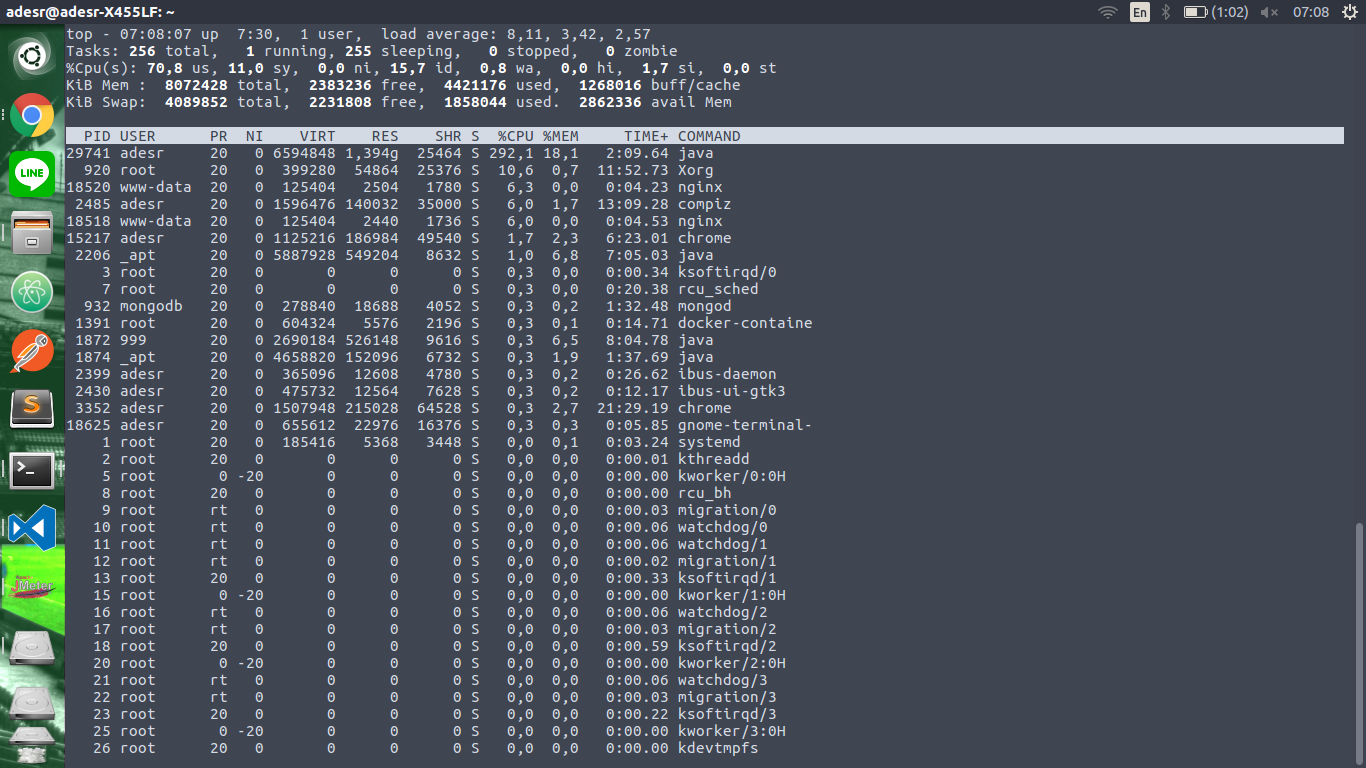 adesr@adesr-X455LF: ~
En
(1:02)
07:08
top - 07:08:07 up  7:30,  1 user,  load average: 8,11, 3,42, 2,57
Tasks: 256 total,   1 running, 255 sleeping,   0 stopped,   0 zombie
%Cpu(s): 70,8 us, 11,0 sy,  0,0 ni, 15,7 id,  0,8 wa,  0,0 hi,  1,7 si,  0,0 st
KiB Mem :  8072428 total,  2383236 free,  4421176 used,  1268016 buff/cache
KiB Swap:  4089852 total,  2231808 free,  1858044 used.  2862336 avail Mem
PID USER      PR  NI    VIRT    RES    SHR S  %CPU %MEM     TIME+ COMMAND
29741 adesr     20   0 6594848 1,394g  25464 S 292,1 18,1   2:09.64 java
920 root      20   0  399280  54864  25376 S  10,6  0,7  11:52.73 Xorg
18520 www-data  20   0  125404   2504   1780 S   6,3  0,0   0:04.23 nginx
2485 adesr     20   0 1596476 140032  35000 S   6,0  1,7  13:09.28 compiz
18518 www-data  20   0  125404   2440   1736 S   6,0  0,0   0:04.53 nginx
15217 adesr     20   0 1125216 186984  49540 S   1,7  2,3   6:23.01 chrome
2206 _apt      20   0 5887928 549204   8632 S   1,0  6,8   7:05.03 java
3 root      20   0       0      0      0 S   0,3  0,0   0:00.34 ksoftirqd/0
7 root      20   0       0      0      0 S   0,3  0,0   0:20.38 rcu_sched
932 mongodb   20   0  278840  18688   4052 S   0,3  0,2   1:32.48 mongod
1391 root      20   0  604324   5576   2196 S   0,3  0,1   0:14.71 docker-containe
1872 999       20   0 2690184 526148   9616 S   0,3  6,5   8:04.78 java
1874 _apt      20   0 4658820 152096   6732 S   0,3  1,9   1:37.69 java
2399 adesr     20   0  365096  12608   4780 S   0,3  0,2   0:26.62 ibus-daemon
2430 adesr     20   0  475732  12564   7628 S   0,3  0,2   0:12.17 ibus-ui-gtk3
3352 adesr     20   0 1507948 215028  64528 S   0,3  2,7  21:29.19 chrome
18625 adesr     20   0  655612  22976  16376 S   0,3  0,3   0:05.85 gnome-terminal-
1 root      20   0  185416   5368   3448 S   0,0  0,1   0:03.24 systemd
2 root      20   0       0      0      0 S   0,0  0,0   0:00.01 kthreadd
5 root       0 -20       0      0      0 S   0,0  0,0   0:00.00 kworker/0:0H
8 root      20   0       0      0      0 S   0,0  0,0   0:00.00 rcu_bh
9 root      rt   0       0      0      0 S   0,0  0,0   0:00.03 migration/0
10 root      rt   0       0      0      0 S   0,0  0,0   0:00.06 watchdog/0
11 root      rt   0       0      0      0 S   0,0  0,0   0:00.06 watchdog/1
12 root      rt   0       0      0      0 S   0,0  0,0   0:00.02 migration/1
13 root      20   0       0      0      0 S   0,0  0,0   0:00.33 ksoftirqd/1
15 root       0 -20       0      0      0 S   0,0  0,0   0:00.00 kworker/1:0H
16 root      rt   0       0      0      0 S   0,0  0,0   0:00.06 watchdog/2
17 root      rt   0       0      0      0 S   0,0  0,0   0:00.03 migration/2
18 root      20   0       0      0      0 S   0,0  0,0   0:00.59 ksoftirqd/2
20 root       0 -20       0      0      0 S   0,0  0,0   0:00.00 kworker/2:0H
21 root      rt   0       0      0      0 S   0,0  0,0   0:00.06 watchdog/3
22 root      rt   0       0      0      0 S   0,0  0,0   0:00.03 migration/3
23 root      20   0       0      0      0 S   0,0  0,0   0:00.22 ksoftirqd/3
25 root       0 -20       0      0      0 S   0,0  0,0   0:00.00 kworker/3:0H
26 root      20   0       0      0      0 S   0,0  0,0   0:00.00 kdevtmpfs
LINE
S
>_
Meter